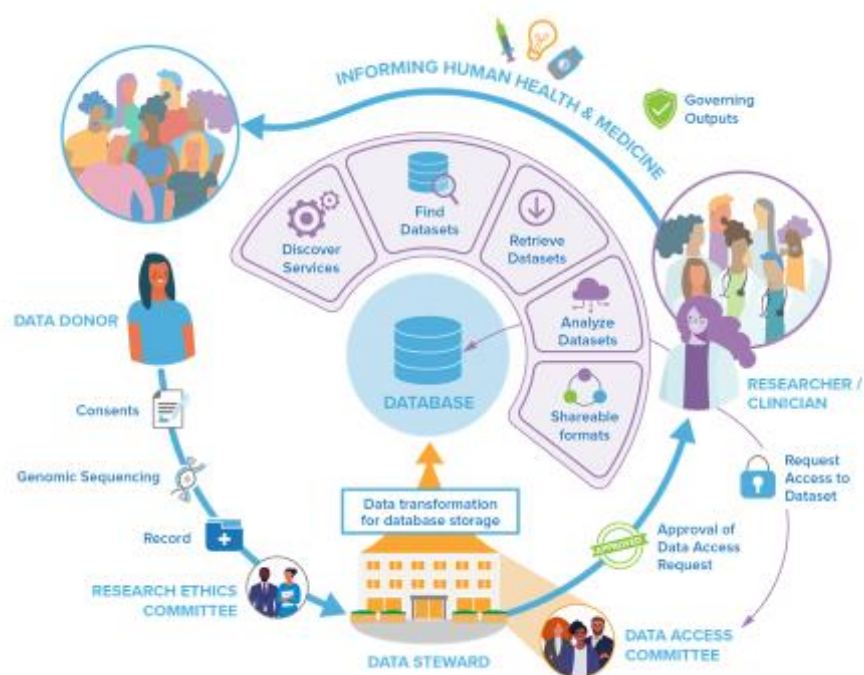 INFORMING HUMAN HEALTH & MEDICINE
Governing
Outputs
Find
Datasets
Discover
Services
Retrieve
Datasets
Analyze
Datasets
Shareable
formats
DATABASE
DATA DONOR
Consents
Genomic Sequencing
Record
RESEARCH ETHICS
COMMITTEE
Data transformation
for database storage
DATA STEWARD
RESEARCHER /
CLINICIAN
Request
Access to
Dataset
APPROVED
Approval of
Data Access
Request
DATA ACCESS
COMMITTEE